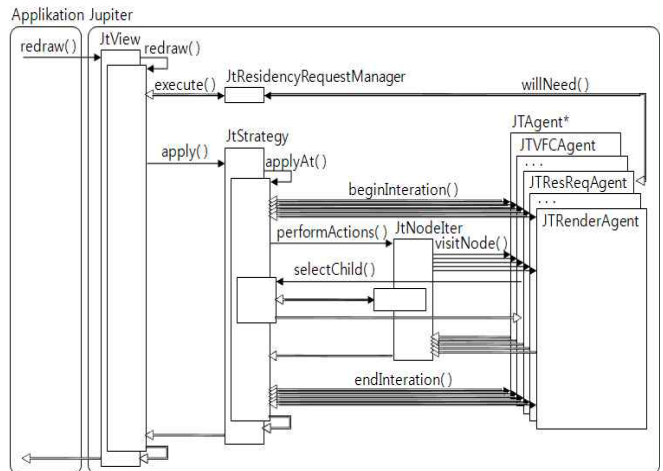 Applikation Jupiter
JtView
redraw()
redraw()
execute()
JtResidencyRequestManager
willNeed()
JtStrategy
JTAgent*
JTVFCAgent
apply()
applyAt()
. . .
JTResReqAgent
beginInteration()
. . .
JtNodeIter
JTRenderAgent
performActions()
visitNode()
selectChild()
endInteration()